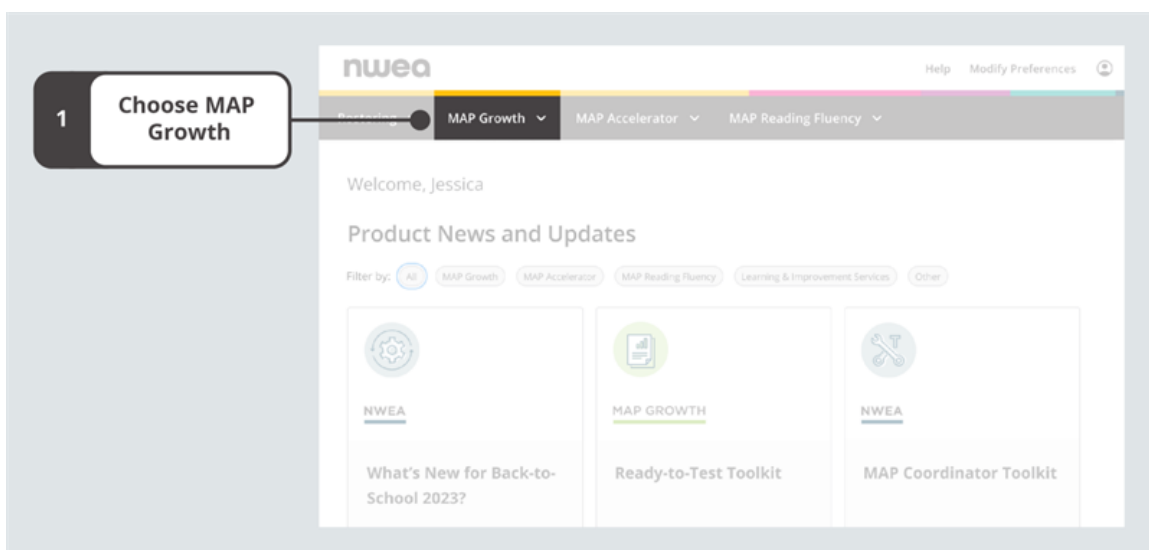 nwea
Help Modify Preferences
1 Choose MAP
Growth
Rostering MAP Growth MAP Accelerator MAP Reading Fluency
Welcome, Jessica
Product News and Updates
Filter by: All MAP Growth MAP Accelerator MAP Reading Fluency Learning & Improvement Services Other
NWEA
MAP GROWTH
NWEA
What's New for Back-to-
School 2023?
Ready-to-Test Toolkit
MAP Coordinator Toolkit